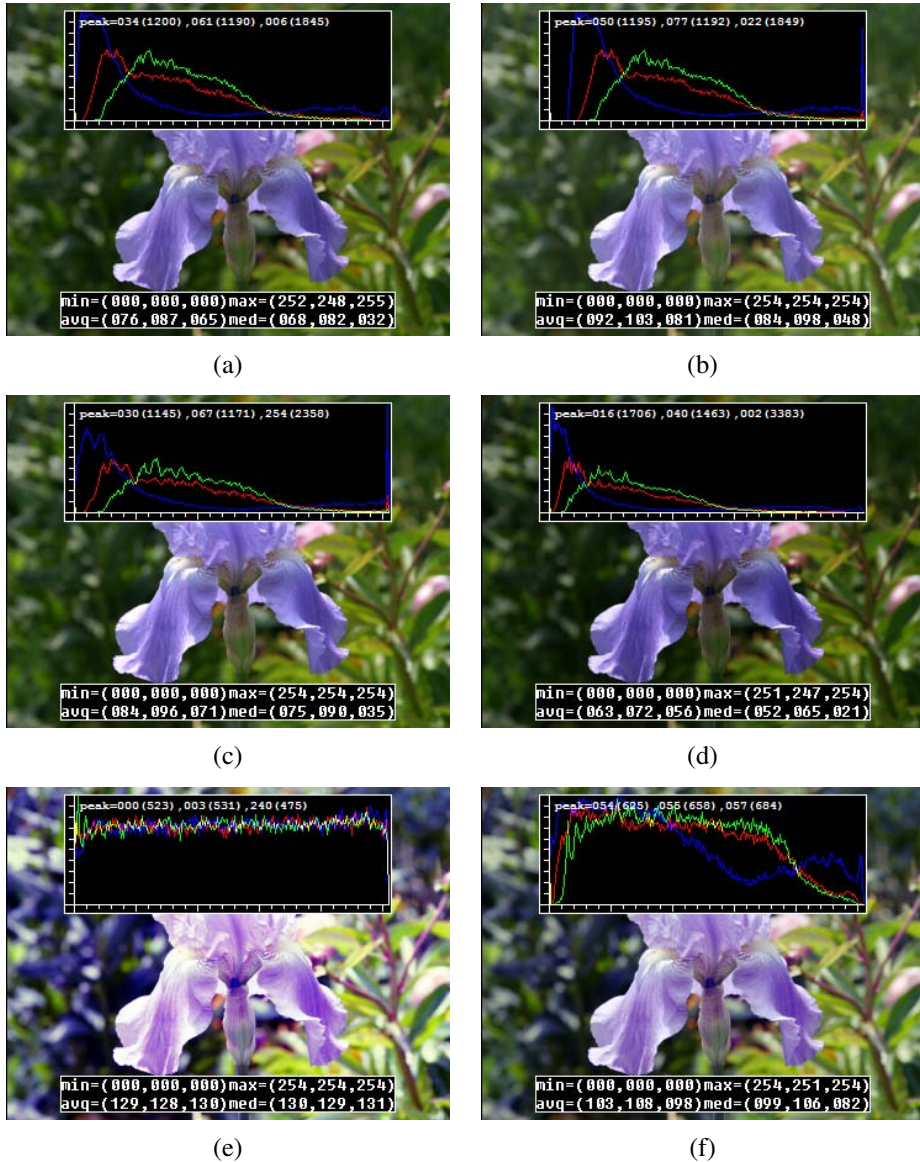 peak=034(1200) ,061(1190) ,006(1845)
min=(000,000,000)max=(252,248,255)
avg=(076,087,065)med=(068,082,032)
(a)
peak=050(1195) ,077(1192) ,022(1849)
min=(000,000,000)max=(254,254,254)
avg=(092,103,081)med=(084,098,048)
(b)
peak=030(1145) ,067(1171) ,254(2358)
min=(000,000,000)max=(254,254,254)
avg=(084,096,071)med=(075,090,035)
(c)
peak=016(1706) ,040(1463) ,002(3383)
min=(000,000,000)max=(251,247,254)
avg=(063,072,056)med=(052,065,021)
(d)
peak=000(523) ,003(531) ,240(475)
min=(000,000,000)max=(254,254,254)
avg=(129,128,130)med=(130,129,131)
(e)
peak=054(625) ,055(658) ,057(684)
min=(000,000,000)max=(254,251,254)
avg=(103,108,098)med=(099,106,082)
(f)